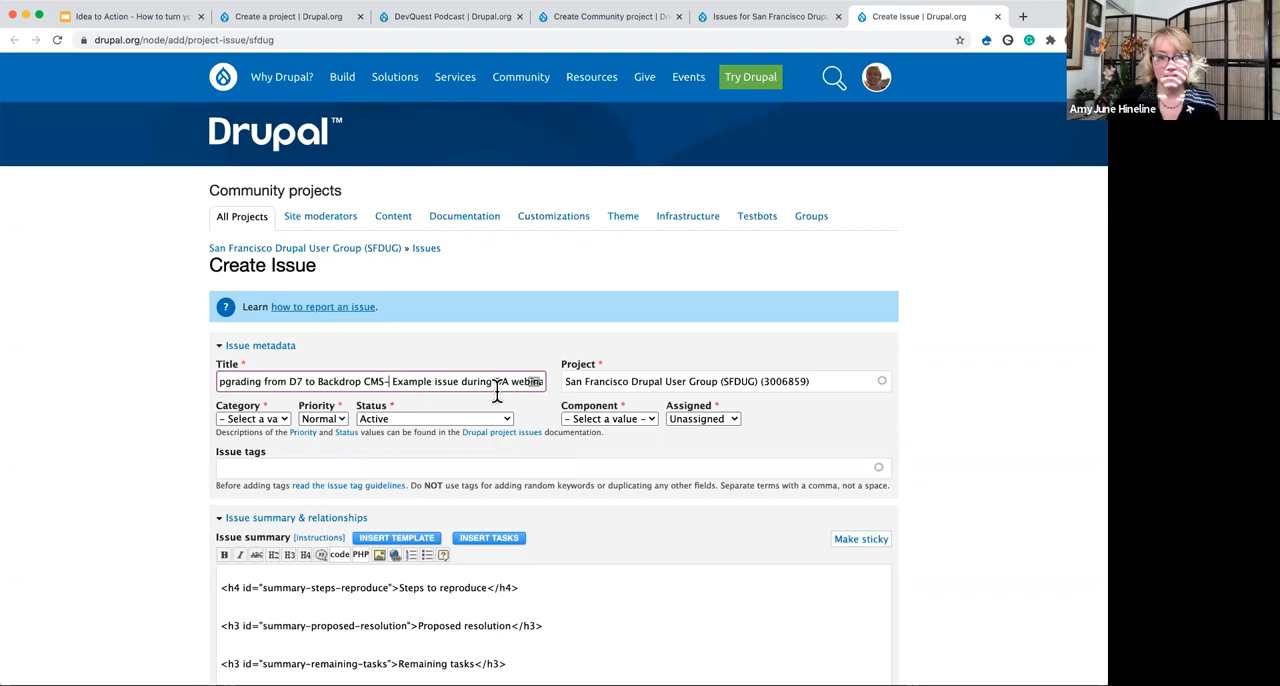 Idea to Action - How to turn yo
Create a project | Drupal.org
DevQuest Podcast | Drupal.org
Create Community project | Dr
Issues for San Francisco Drupa
Create Issue | Drupal.org
drupal.org/node/add/project-issue/sfdug
Why Drupal?
Build
Solutions
Services
Community
Resources
Give
Events
Try Drupal
Amy June Hineline
Drupal™
Community projects
All Projects
Site moderators
Content
Documentation
Customizations
Theme
Infrastructure
Testbots
Groups
San Francisco Drupal User Group (SFDUG) » Issues
Create Issue
? Learn how to report an issue.
Issue metadata
Title *
Project *
pgrading from D7 to Backdrop CMS- Example issue during
San Francisco Drupal User Group (SFDUG) (3006859)
Category *
Priority *
Status *
Component *
Assigned *
– Select a va
Normal
Active
– Select a value –
Unassigned
Descriptions of the Priority and Status values can be found in the Drupal project issues documentation.
Issue tags
Before adding tags read the issue tag guidelines. Do NOT use tags for adding random keywords or duplicating any other fields. Separate terms with a comma, not a space.
Issue summary & relationships
Issue summary [instructions]
INSERT TEMPLATE
INSERT TASKS
Make sticky
B I ABC H2 H3 H4 code PHP
<h4 id="summary-steps-reproduce">Steps to reproduce</h4>
<h3 id="summary-proposed-resolution">Proposed resolution</h3>
<h3 id="summary-remaining-tasks">Remaining tasks</h3>